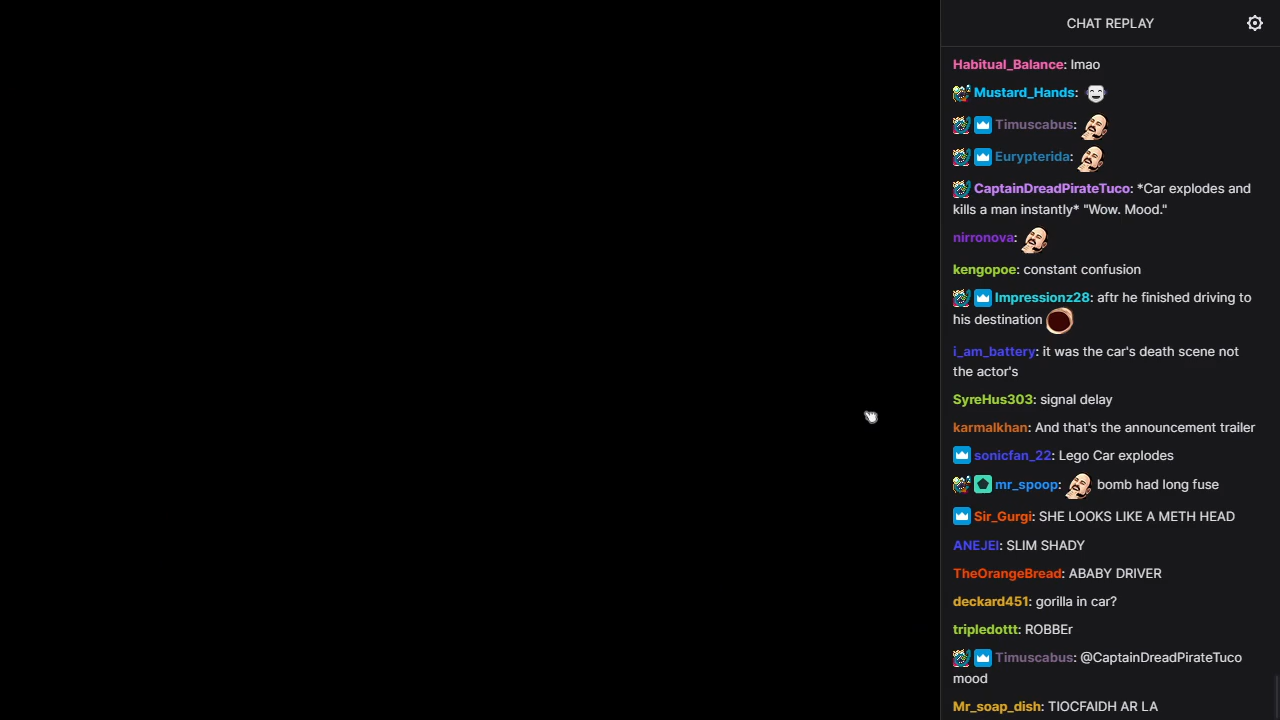 CHAT REPLAY
Habitual_Balance: lmao
Mustard_Hands:
Timuscabus:
Eurypterida:
CaptainDreadPirateTuco: *Car explodes and
kills a man instantly* "Wow. Mood."
nirronova:
kengopoe: constant confusion
Impressionz28: aftr he finished driving to
his destination
i_am_battery: it was the car's death scene not
the actor's
SyreHus303: signal delay
karmalkhan: And that's the announcement trailer
sonicfan_22: Lego Car explodes
mr_spoop: bomb had long fuse
Sir_Gurgi: SHE LOOKS LIKE A METH HEAD
ANEJEI: SLIM SHADY
TheOrangeBread: ABABY DRIVER
deckard451: gorilla in car?
tripledottt: ROBBEr
Timuscabus: @CaptainDreadPirateTuco
mood
Mr_soap_dish: TIOCFAIDH AR LA